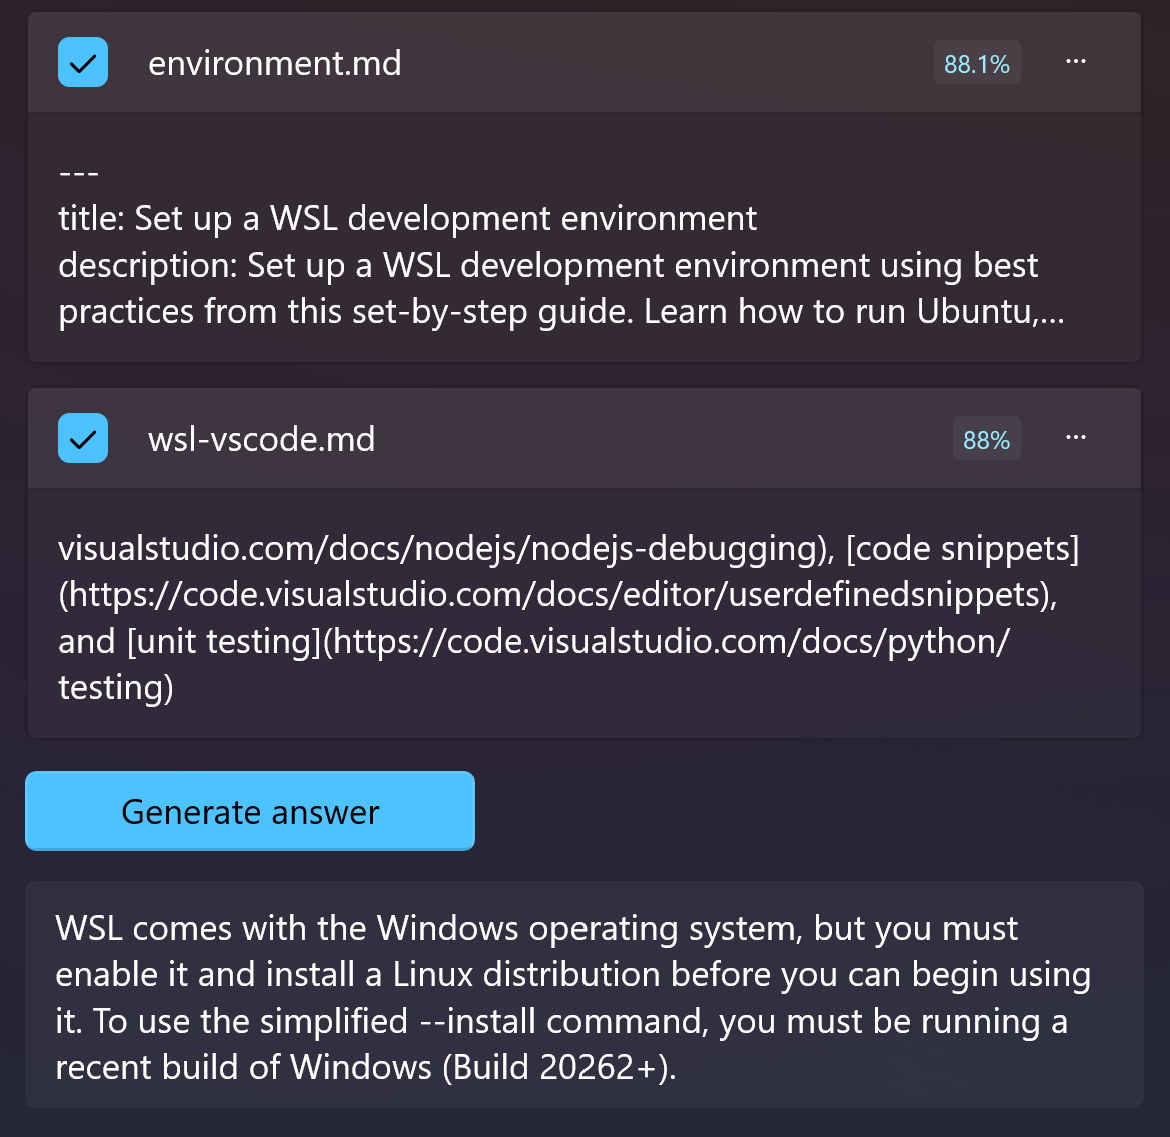 environment.md
88.1%
...
---
title: Set up a WSL development environment
description: Set up a WSL development environment using best
practices from this set-by-step guide. Learn how to run Ubuntu,...
wsl-vscode.md
88%
...
visualstudio.com/docs/nodejs/nodejs-debugging), [code snippets]
(https://code.visualstudio.com/docs/editor/userdefinedsnippets),
and [unit testing](https://code.visualstudio.com/docs/python/
testing)
Generate answer
WSL comes with the Windows operating system, but you must
enable it and install a Linux distribution before you can begin using
it. To use the simplified --install command, you must be running a
recent build of Windows (Build 20262+).